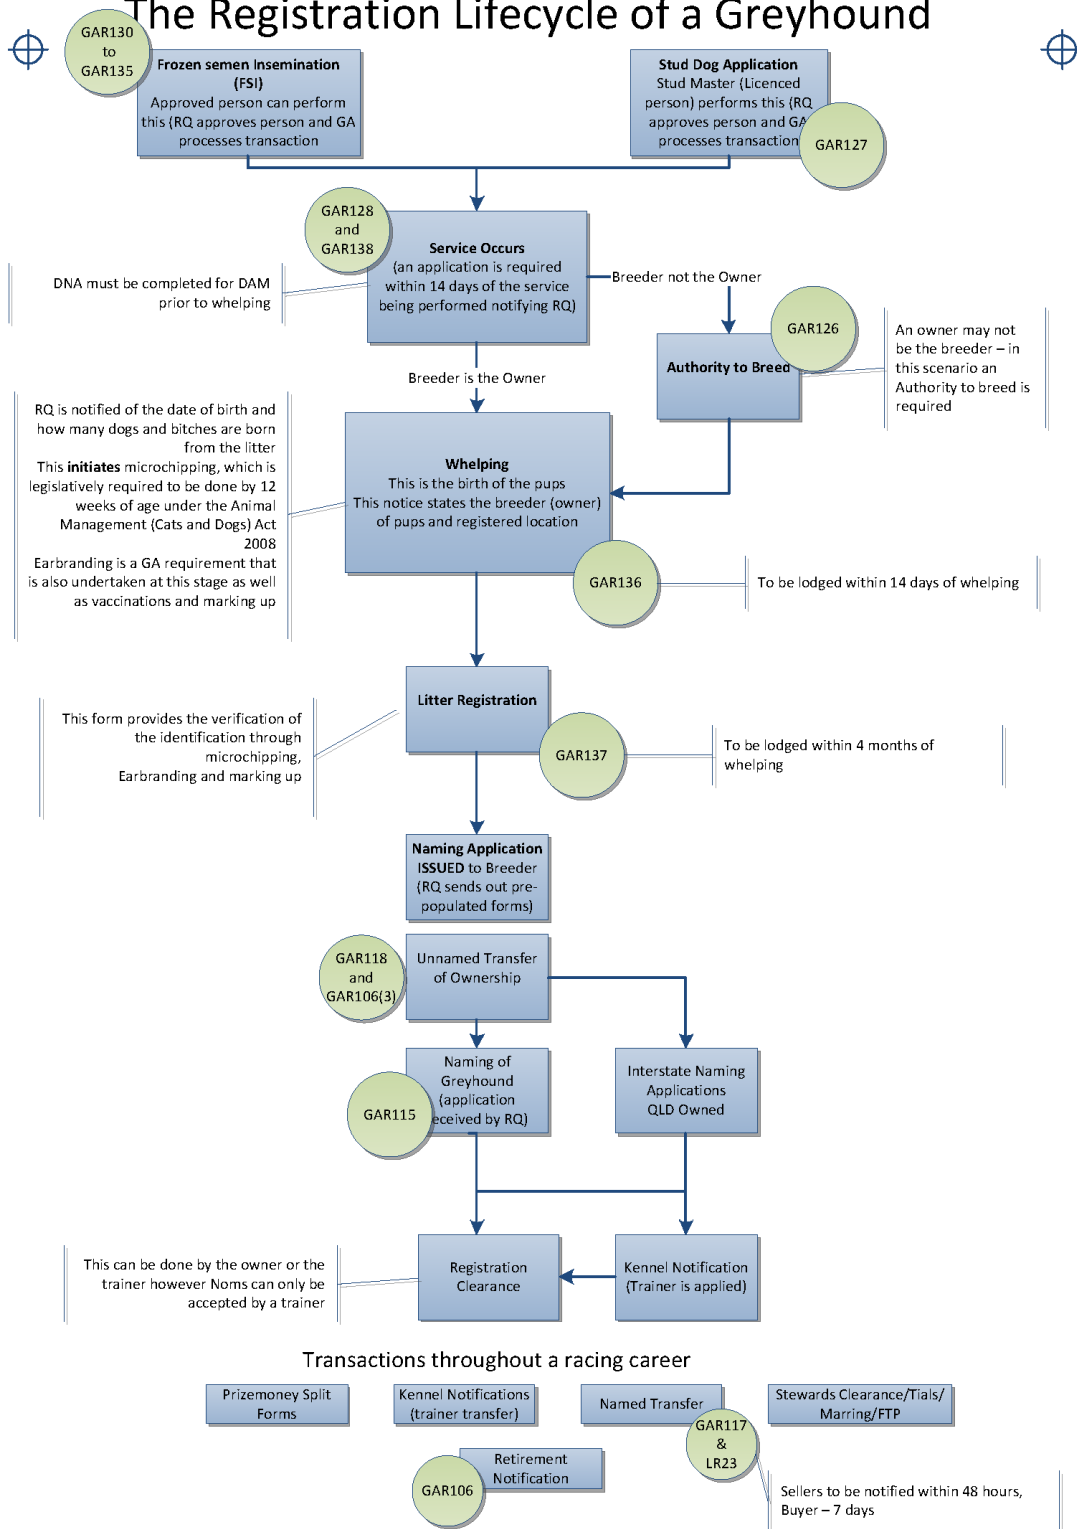 The Registration Lifecycle of a Greyhound
GAR130
to
GAR135
Frozen semen Insemination
(FSI)
Approved person can perform
this (RQ approves person and GA
processes transaction
Stud Dog Application
Stud Master (Licenced
person) performs this (RQ
approves person and GA
processes transaction
GAR127
GAR128
and
GAR138
Service Occurs
(an application is required
within 14 days of the service
being performed notifying RQ)
DNA must be completed for DAM
prior to whelping
Breeder not the Owner
GAR126
Authority to Breed
An owner may not
be the breeder – in
this scenario an
Authority to breed is
required
Breeder is the Owner
RQ is notified of the date of birth and
how many dogs and bitches are born
from the litter
This initiates microchipping, which is
legislatively required to be done by 12
weeks of age under the Animal
Management (Cats and Dogs) Act
2008
Earbranding is a GA requirement that
is also undertaken at this stage as well
as vaccinations and marking up
Whelping
This is the birth of the pups
This notice states the breeder (owner)
of pups and registered location
GAR136
To be lodged within 14 days of whelping
Litter Registration
This form provides the verification of
the identification through
microchipping,
Earbranding and marking up
GAR137
To be lodged within 4 months of
whelping
Naming Application
ISSUED to Breeder
(RQ sends out pre-
populated forms)
GAR118
and
GAR106(3)
Unnamed Transfer
of Ownership
Naming of
Greyhound
(application
eceived by RQ)
GAR115
Interstate Naming
Applications
QLD Owned
This can be done by the owner or the
trainer however Noms can only be
accepted by a trainer
Registration
Clearance
Kennel Notification
(Trainer is applied)
Transactions throughout a racing career
Prizemoney Split
Forms
Kennel Notifications
(trainer transfer)
Named Transfer
Stewards Clearance/Tials/
Marring/FTP
GAR117
&
LR23
Retirement
Notification
GAR106
Sellers to be notified within 48 hours,
Buyer – 7 days